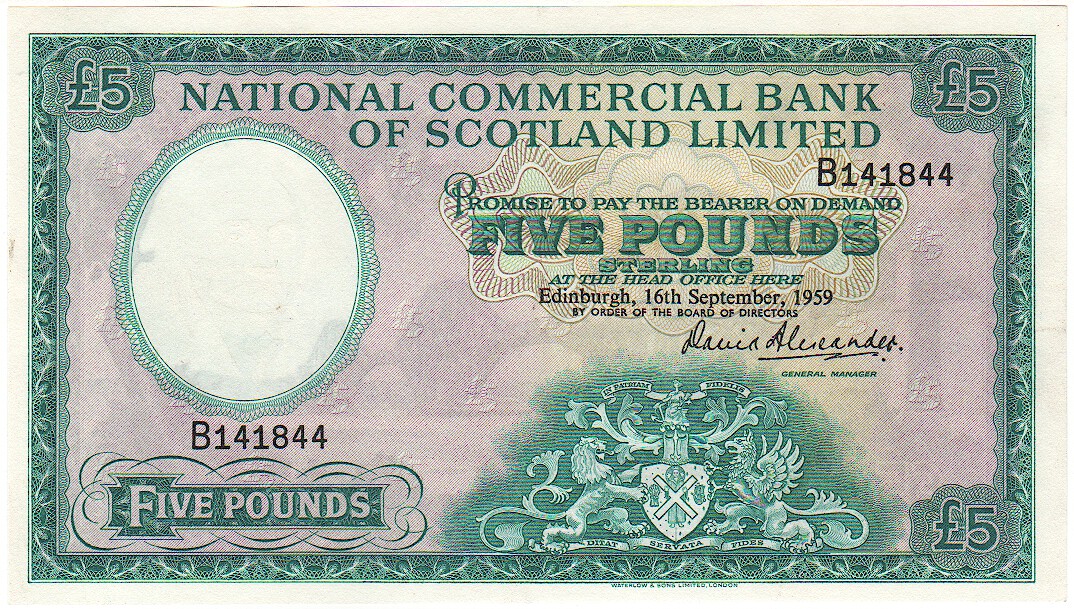 £5
£5
NATIONAL COMMERCIAL BANK
OF SCOTLAND LIMITED
B141844
PROMISE TO PAY THE BEARER ON DEMAND
FIVE POUNDS
STERLING
AT THE HEAD OFFICE HERE
Edinburgh, 16th September, 1959
BY ORDER OF THE BOARD OF DIRECTORS
David Alexander.
GENERAL MANAGER
EX PATRIAM FIDELIS
B141844
FIVE POUNDS
DITAT SERVATA FIDES
£5
WATERLOW & SONS LIMITED, LONDON